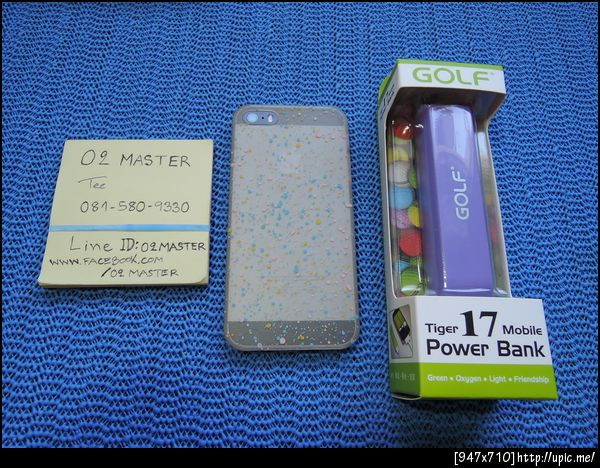 O2 MASTER
Tee
081-580-9330
Line ID: O2MASTER
WWW.FACEBOOK.COM
/O2 MASTER
GOLF
GOLF
Tiger 17 Mobile
Power Bank
Green • Oxygen • Light • Friendship
[947x710]http://upic.me/